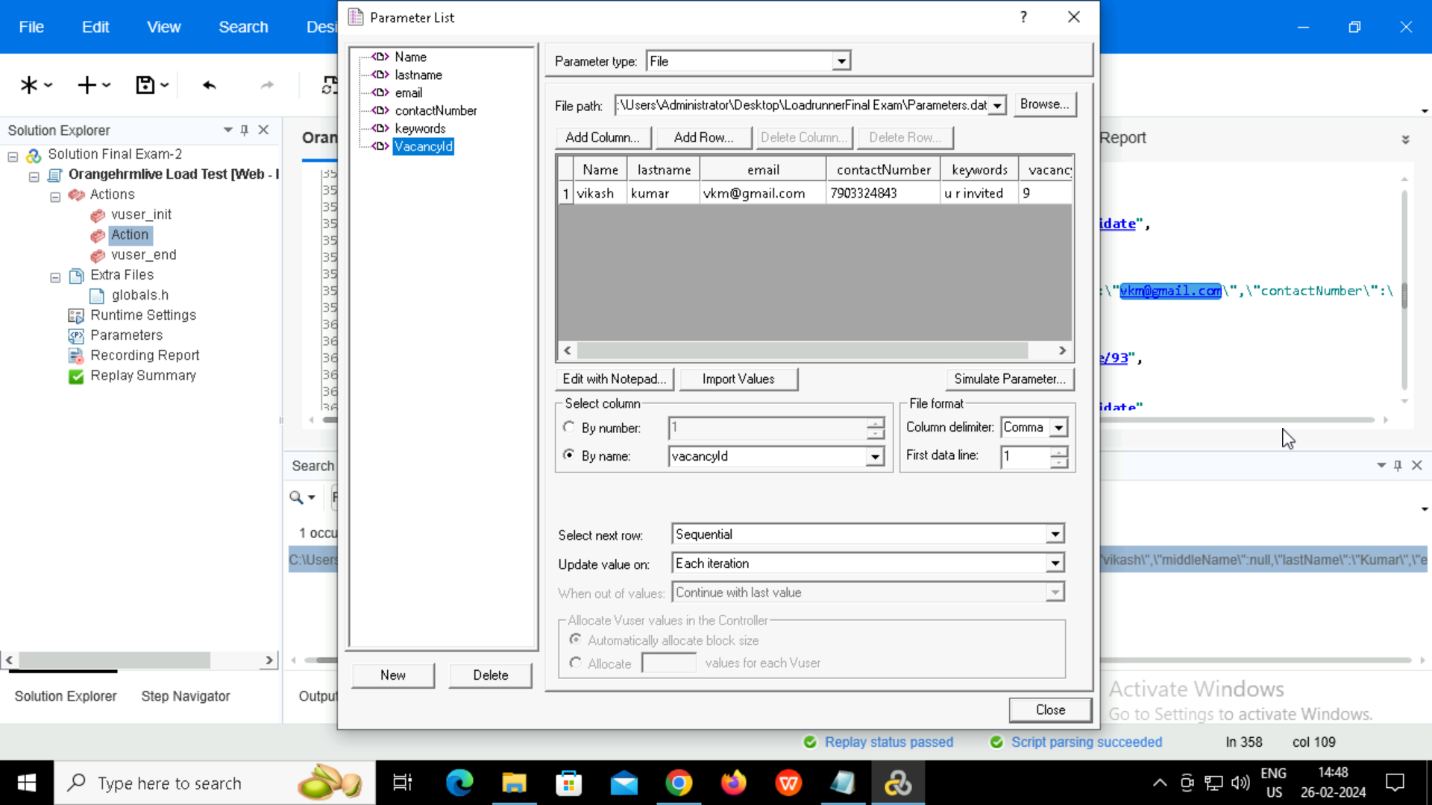 File Edit View Search Desi
Parameter List ?
Solution Explorer
Solution Final Exam-2
Orangehrmlive Load Test [Web - I
Actions
vuser_init
Action
vuser_end
Extra Files
globals.h
Runtime Settings
Parameters
Recording Report
Replay Summary
Solution Explorer Step Navigator
Name
lastname
email
contactNumber
keywords
VacancyId
New Delete
Parameter type: File
File path: :\Users\Administrator\Desktop\LoadrunnerFinal Exam\Parameters.dat Browse...
Add Column... Add Row... Delete Column... Delete Row...
Name lastname email contactNumber keywords vacancy
1 vikash kumar vkm@gmail.com 7903324843 u r invited 9
Edit with Notepad... Import Values Simulate Parameter...
Select column
By number: 1
By name: vacancyId
File format
Column delimiter: Comma
First data line: 1
Select next row: Sequential
Update value on: Each iteration
When out of values: Continue with last value
Allocate Vuser values in the Controller
Automatically allocate block size
Allocate values for each Vuser
Close
Oran
Report
idate",
:\"vkm@gmail.com\",\"contactNumber\":\
e/93",
idate"
Search
1 occu
C:\Users
"vikash\",\"middleName\":null,\"lastName\":\"Kumar\",\"e
Output
Activate Windows
Go to Settings to activate Windows.
Replay status passed Script parsing succeeded ln 358 col 109
Type here to search
ENG
US
14:48
26-02-2024